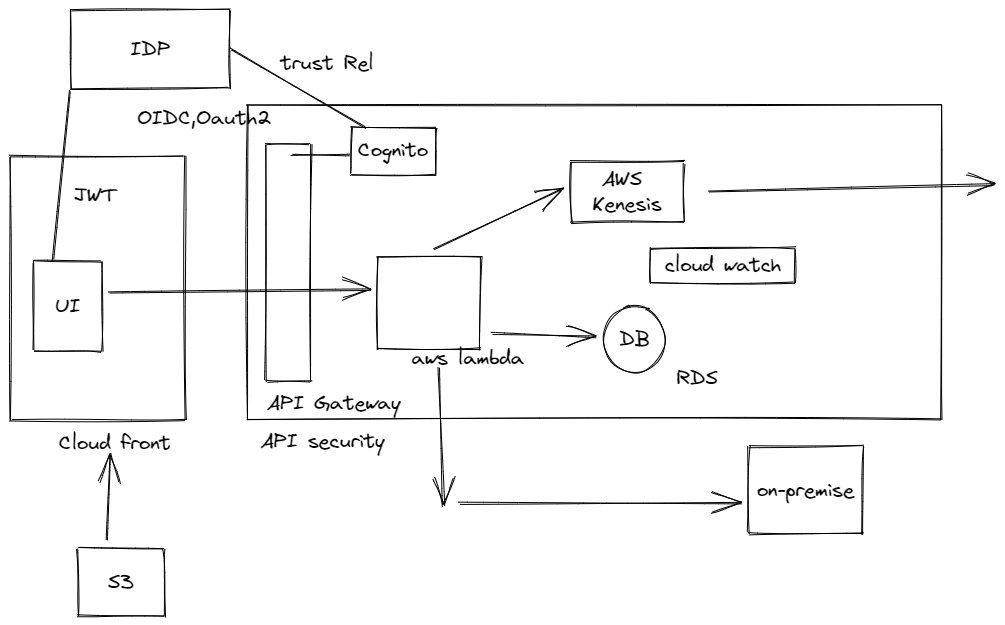 IDP
trust Rel
OIDC,Oauth2
Cognito
JWT
AWS
Kenesis
cloud watch
UI
DB
aws lambda
RDS
API Gateway
Cloud front
API security
on-premise
S3